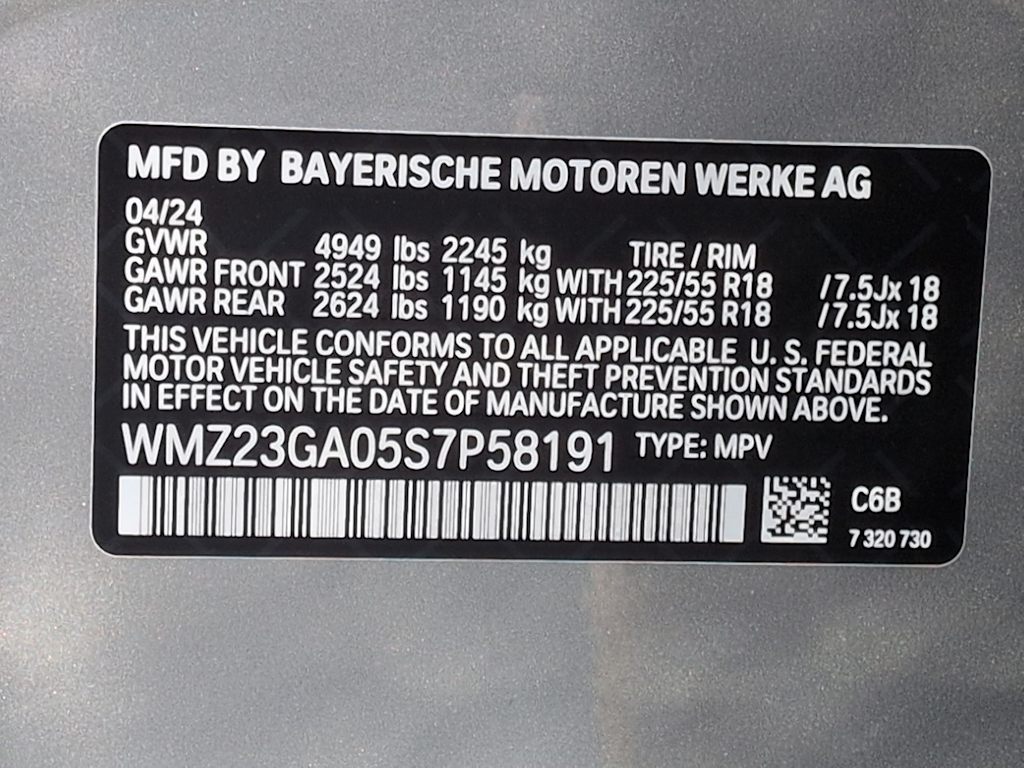 MFD BY BAYERISCHE MOTOREN WERKE AG
04/24
GVWR 4949 lbs 2245 kg TIRE / RIM
GAWR FRONT 2524 lbs 1145 kg WITH 225/55 R18 /7.5Jx 18
GAWR REAR 2624 lbs 1190 kg WITH 225/55 R18 /7.5Jx 18
THIS VEHICLE CONFORMS TO ALL APPLICABLE U. S. FEDERAL
MOTOR VEHICLE SAFETY AND THEFT PREVENTION STANDARDS
IN EFFECT ON THE DATE OF MANUFACTURE SHOWN ABOVE.
WMZ23GA05S7P58191 TYPE: MPV
C6B
7 320 730